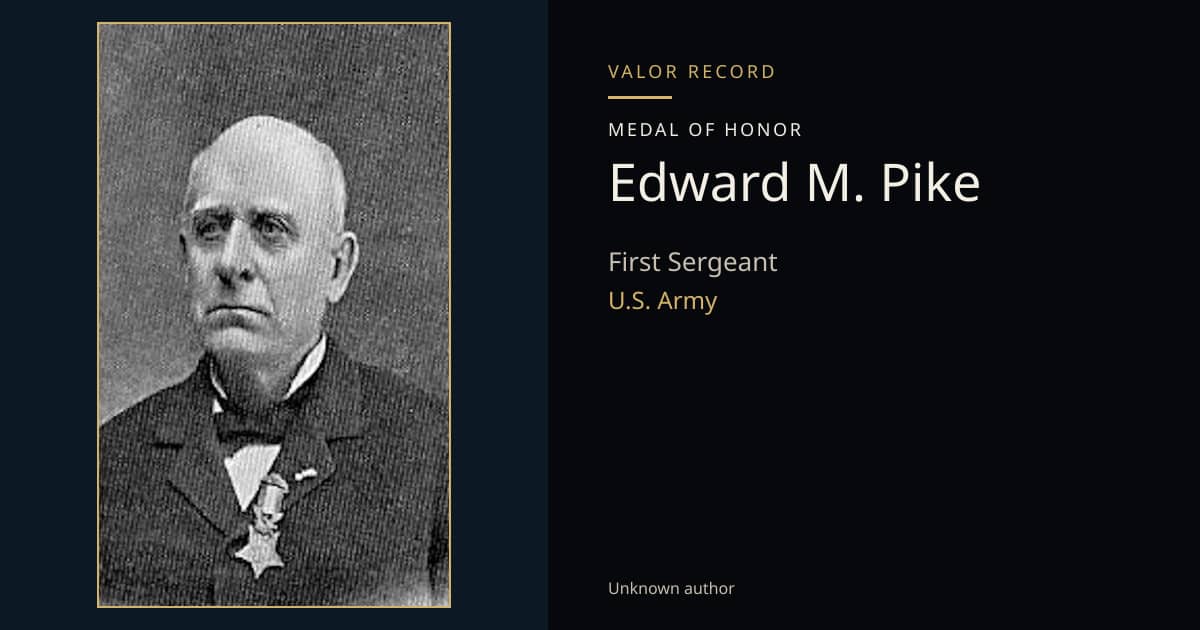 VALOR RECORD
MEDAL OF HONOR
Edward M. Pike
First Sergeant
U.S. Army
Unknown author